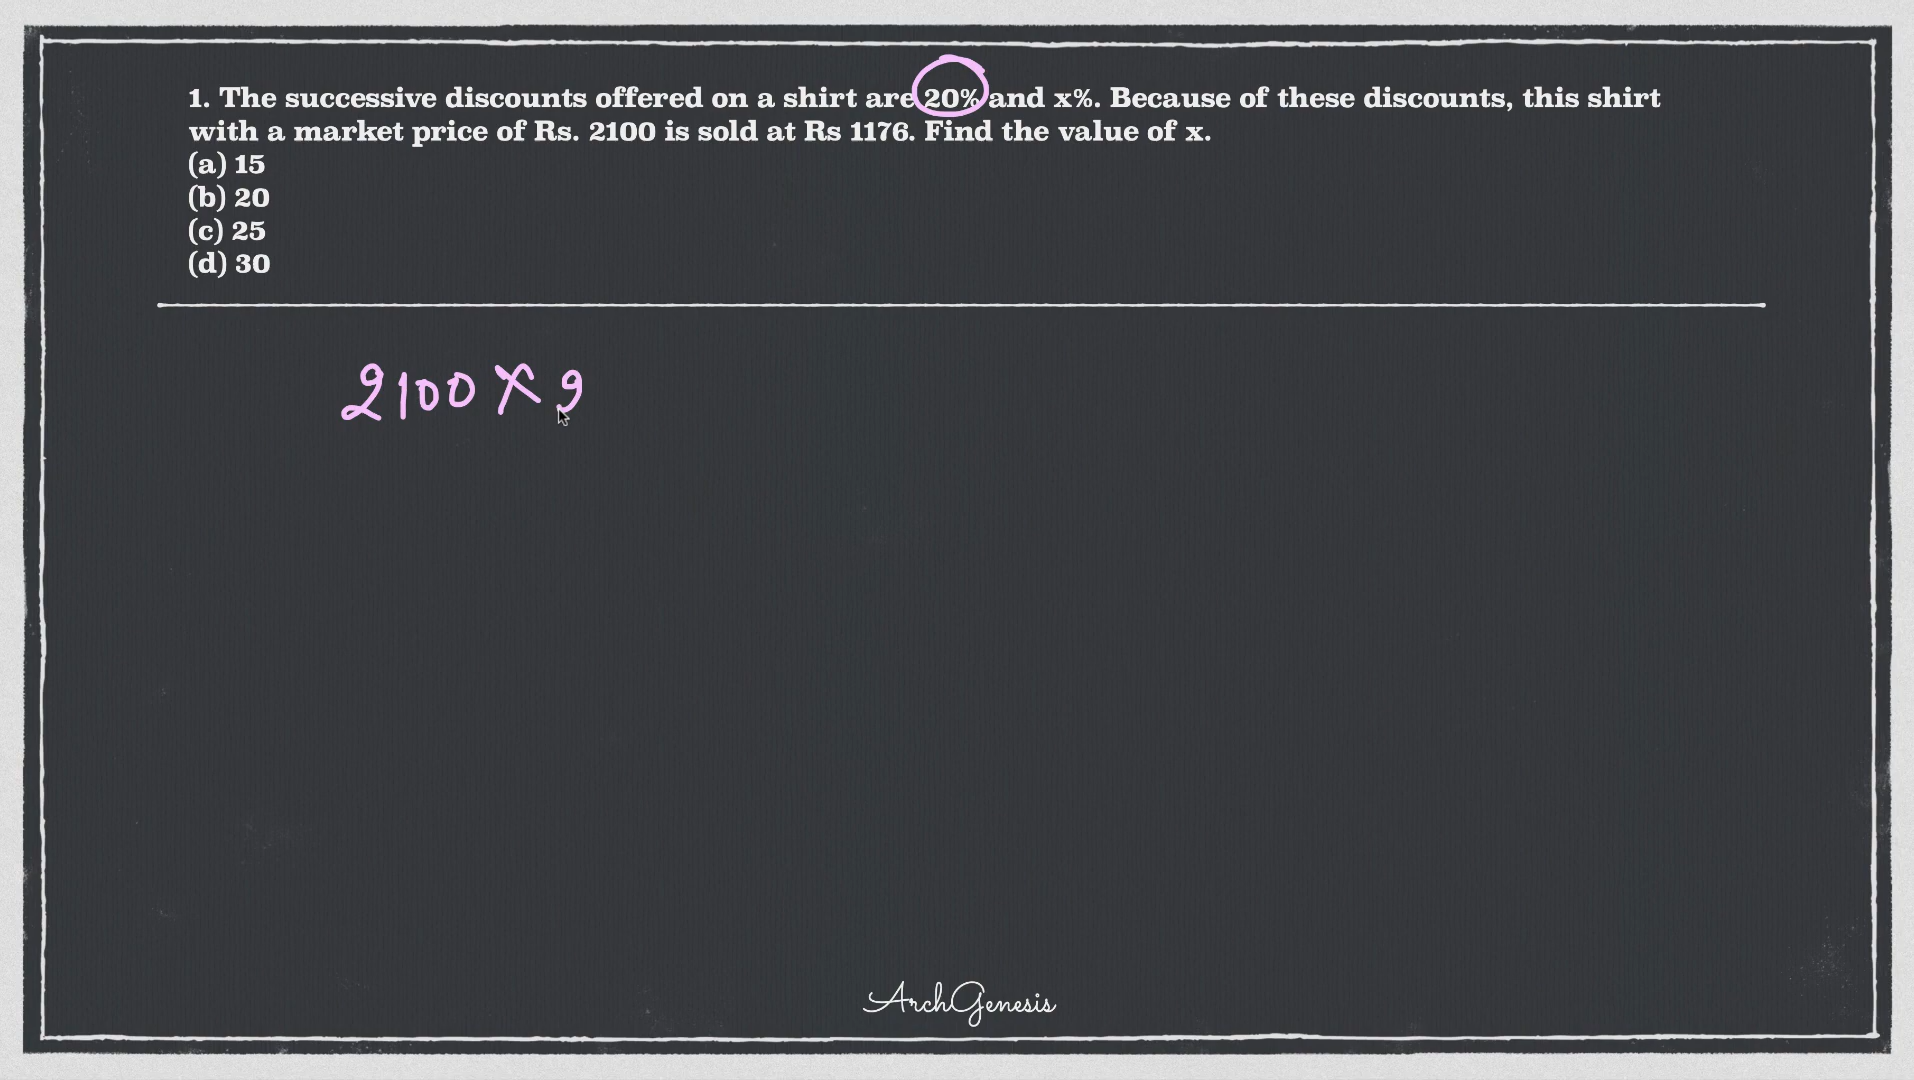 1. The successive discounts offered on a shirt are 20% and x%. Because of these discounts, this shirt
with a market price of Rs. 2100 is sold at Rs 1176. Find the value of x.
(a) 15
(b) 20
(c) 25
(d) 30
2100 ×
ArchGenesis